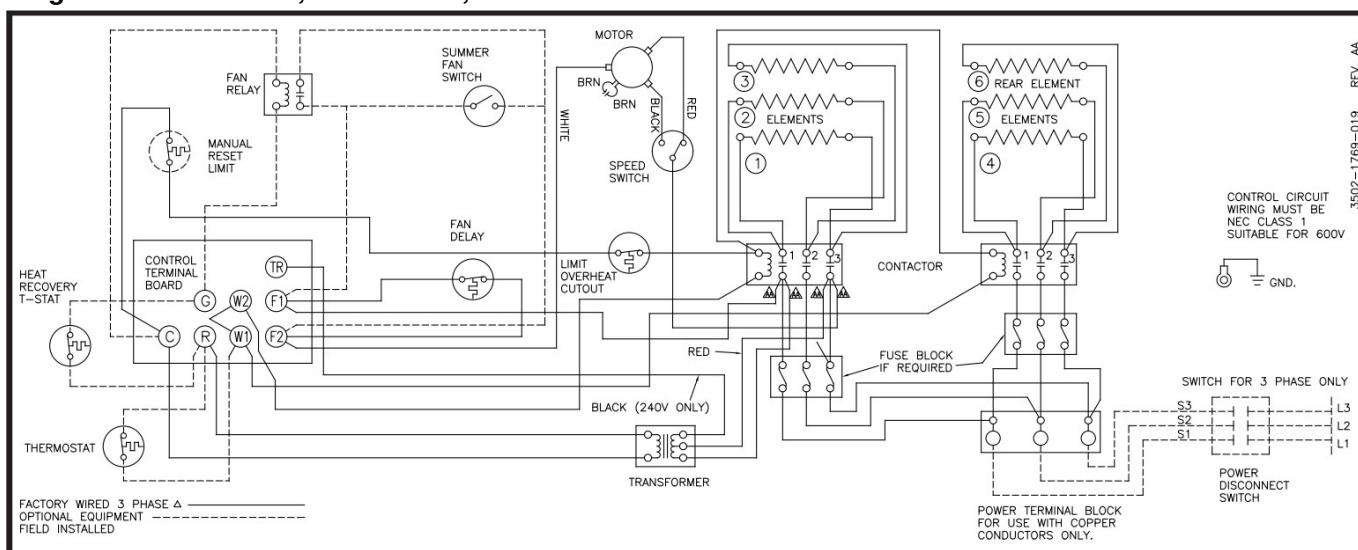 MOTOR
SUMMER
FAN
SWITCH
FAN
RELAY
BRN
BRN
BLACK
RED
WHITE
SPEED
SWITCH
MANUAL
RESET
LIMIT
3
2 ELEMENTS
1
6 REAR ELEMENT
5 ELEMENTS
4
3502-1769-019 REV. AA
CONTROL CIRCUIT
WIRING MUST BE
NEC CLASS 1
SUITABLE FOR 600V
GND.
FAN
DELAY
LIMIT
OVERHEAT
CUTOUT
CONTACTOR
1 2 3
1 2 3
HEAT
RECOVERY
T-STAT
CONTROL
TERMINAL
BOARD
TR
G W2 F1
C R W1 F2
RED
FUSE BLOCK
IF REQUIRED
BLACK (240V ONLY)
SWITCH FOR 3 PHASE ONLY
S3 L3
S2 L2
S1 L1
THERMOSTAT
TRANSFORMER
POWER
DISCONNECT
SWITCH
POWER TERMINAL BLOCK
FOR USE WITH COPPER
CONDUCTORS ONLY.
FACTORY WIRED 3 PHASE Δ
OPTIONAL EQUIPMENT
FIELD INSTALLED